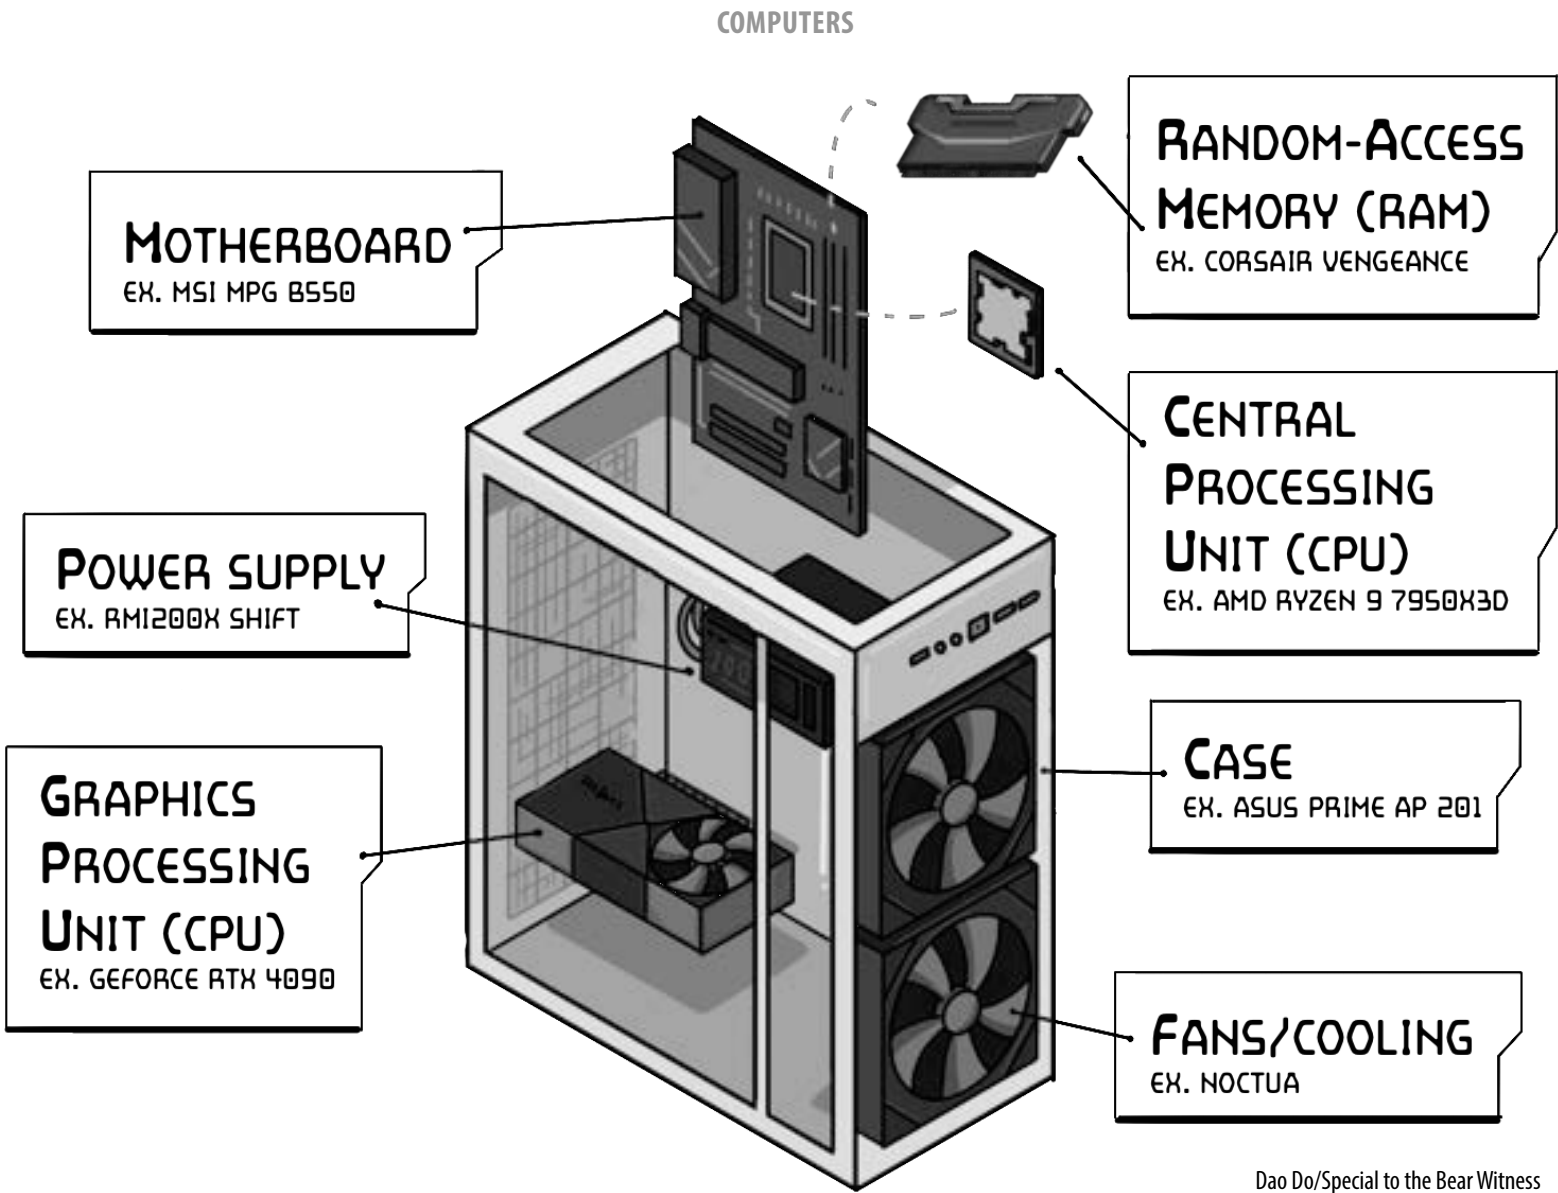 COMPUTERS
RANDOM-ACCESS
MEMORY (RAM)
EX. CORSAIR VENGEANCE
MOTHERBOARD
EX. MSI MPG B550
CENTRAL
PROCESSING
UNIT (CPU)
EX. AMD RYZEN 9 7950X3D
POWER SUPPLY
EX. RM1200X SHIFT
CASE
EX. ASUS PRIME AP 201
GRAPHICS
PROCESSING
UNIT (CPU)
EX. GEFORCE RTX 4090
FANS/COOLING
EX. NOCTUA
Dao Do/Special to the Bear Witness